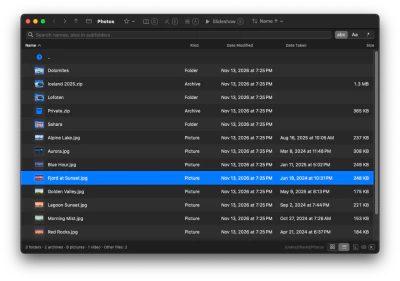 Photos
Slideshow
Name
Search names, also in subfolders
abc Aa .*
Name Kind Date Modified Date Taken Size
..
Dolomites Folder Nov 13, 2026 at 7:25 PM
Iceland 2025.zip Archive Nov 13, 2026 at 7:25 PM 1.3 MB
Lofoten Folder Nov 13, 2026 at 7:25 PM
Private.zip Archive Nov 13, 2026 at 7:25 PM 365 KB
Sahara Folder Nov 13, 2026 at 7:25 PM
Alpine Lake.jpg Picture Nov 13, 2026 at 7:25 PM Aug 16, 2025 at 10:05 AM 237 KB
Aurora.jpg Picture Nov 13, 2026 at 7:25 PM Mar 8, 2024 at 11:48 PM 308 KB
Blue Hour.jpg Picture Nov 13, 2026 at 7:25 PM Jan 11, 2025 at 5:02 PM 249 KB
Fjord at Sunset.jpg Picture Nov 13, 2026 at 7:25 PM Jun 18, 2024 at 10:31 PM 248 KB
Golden Valley.jpg Picture Nov 13, 2026 at 7:25 PM May 9, 2025 at 6:13 PM 175 KB
Lagoon Sunset.jpg Picture Nov 13, 2026 at 7:25 PM Sep 2, 2024 at 7:44 PM 221 KB
Morning Mist.jpg Picture Nov 13, 2026 at 7:25 PM Oct 27, 2024 at 7:26 AM 153 KB
Red Rocks.jpg Picture Nov 13, 2026 at 7:25 PM Apr 21, 2024 at 6:37 PM 184 KB
3 folders · 2 archives · 8 pictures · 1 video · Other files: 2